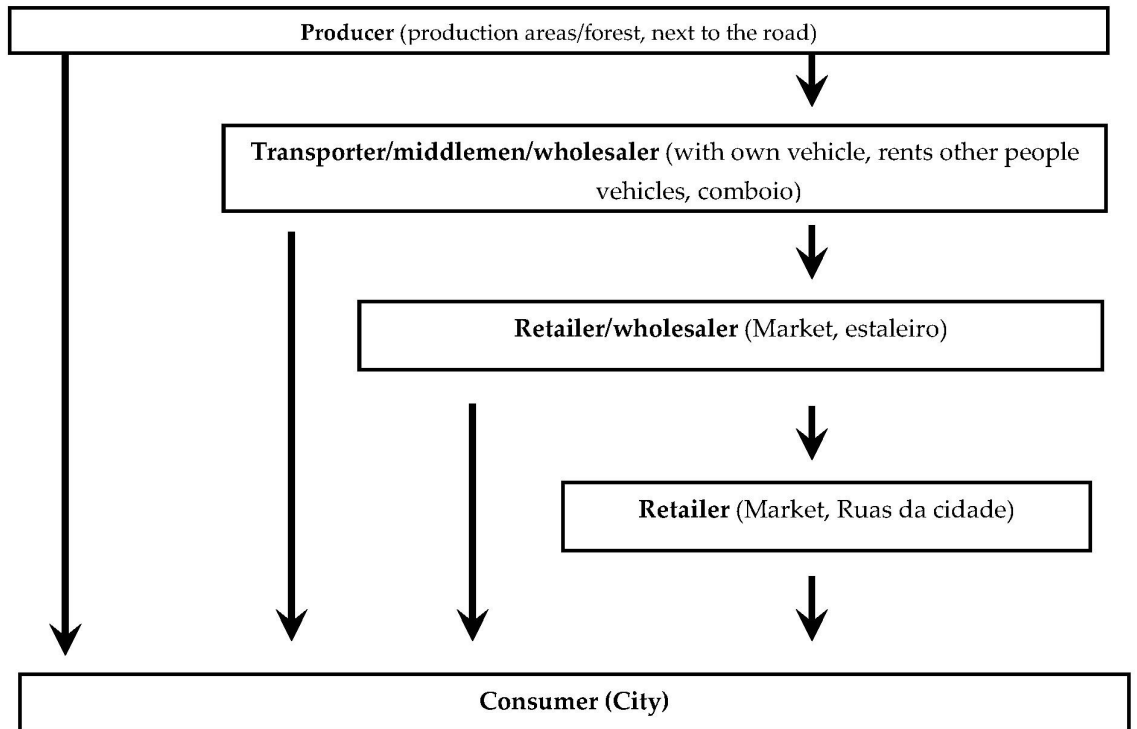 Producer (production areas/forest, next to the road)
Transporter/middlemen/wholesaler (with own vehicle, rents other people
vehicles, comboio)
Retailer/wholesaler (Market, estaleiro)
Retailer (Market, Ruas da cidade)
Consumer (City)